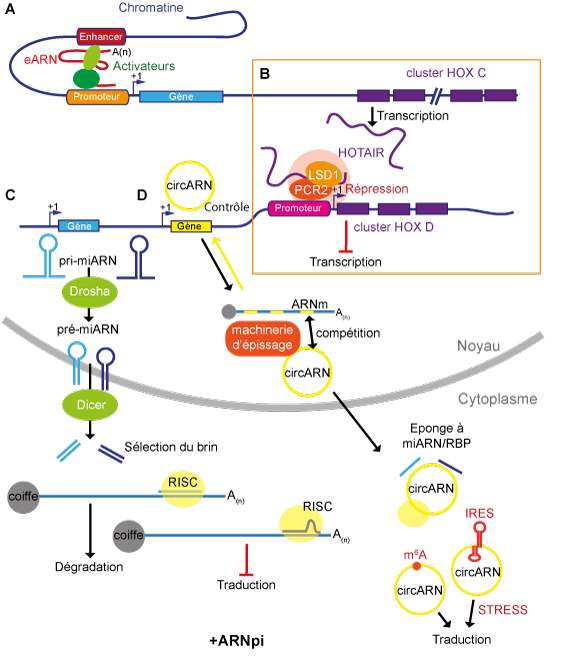 A
Chromatine
Enhancer
eARN
A(n)
Activateurs
+1
Promoteur
Gène
B
cluster HOX C
Transcription
HOTAIR
LSD1
PCR2
+1
Répression
Promoteur
cluster HOX D
Transcription
C
+1
Gène
pri-miARN
Drosha
pré-miARN
Dicer
Sélection du brin
coiffe
RISC
A(n)
coiffe
RISC
A(n)
Dégradation
Traduction
D
circARN
Contrôle
+1
Gène
ARNm
A(n)
machinerie
d'épissage
compétition
circARN
Noyau
Cytoplasme
Eponge à
miARN/RBP
circARN
IRES
m⁶A
circARN
circARN
STRESS
Traduction
+ARNpi